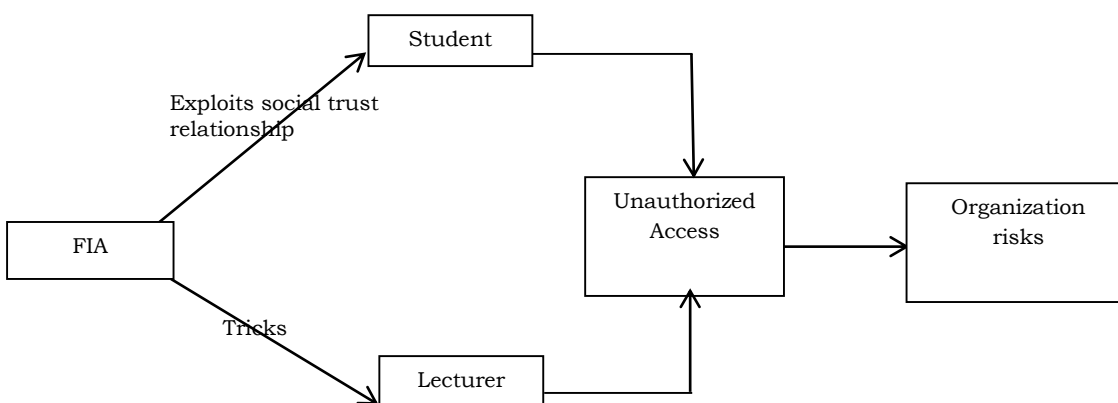 Student
Exploits social trust
relationship
Unauthorized
Access
Organization
risks
FIA
Tricks
Lecturer